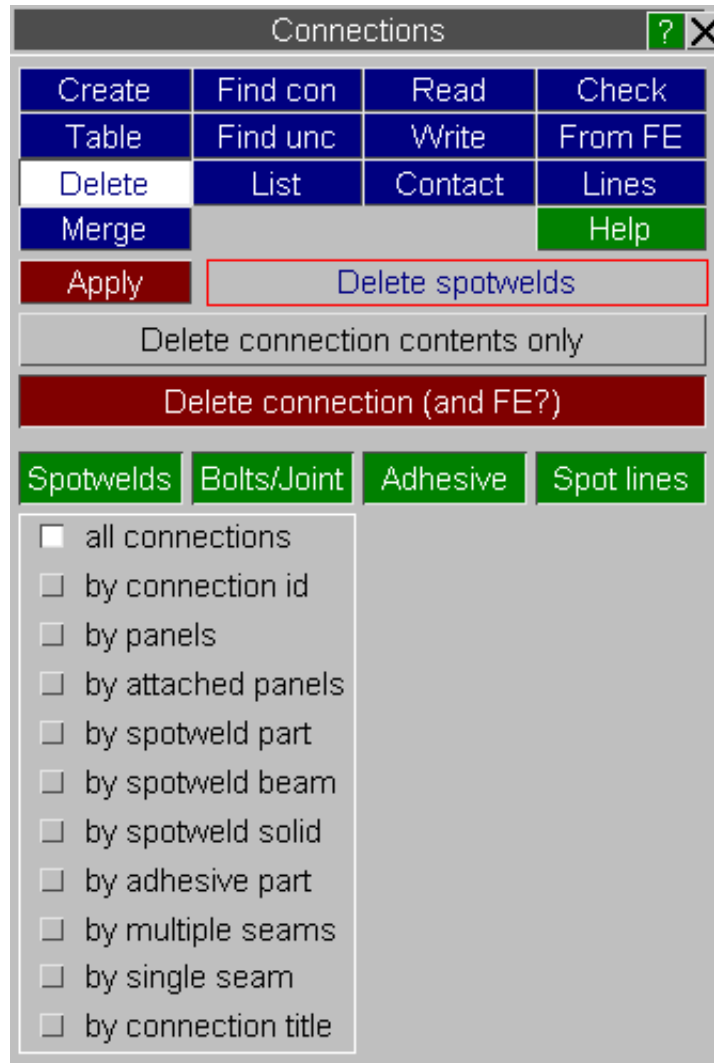 Connections ? X
Create Find con Read Check
Table Find unc Write From FE
Delete List Contact Lines
Merge Help
Apply Delete spotwelds
Delete connection contents only
Delete connection (and FE?)
Spotwelds Bolts/Joint Adhesive Spot lines
all connections
by connection id
by panels
by attached panels
by spotweld part
by spotweld beam
by spotweld solid
by adhesive part
by multiple seams
by single seam
by connection title